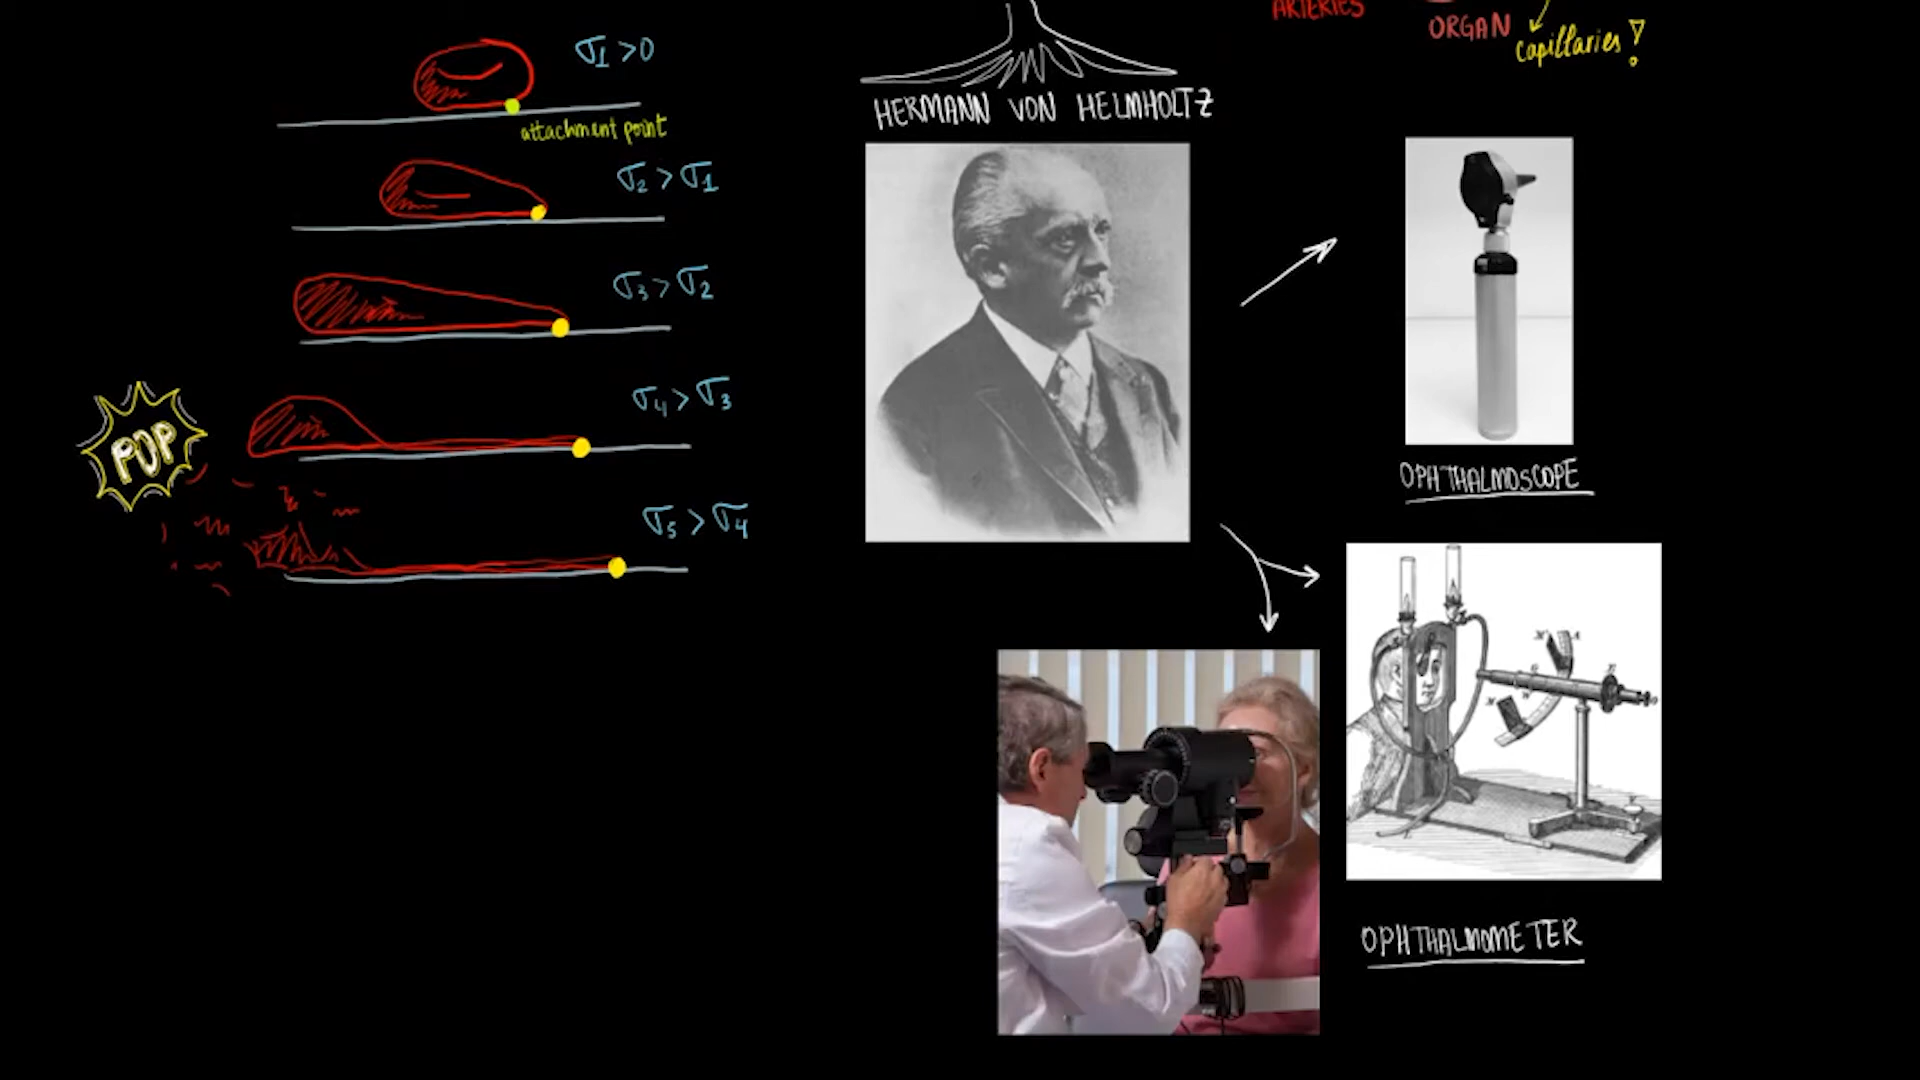 σ1 > 0
attachment point
σ2 > σ1
σ3 > σ2
σ4 > σ3
POP
σ5 > σ4
HERMANN VON HELMHOLTZ
ARTERIES
ORGAN
capillaries!
OPHTHALMOSCOPE
OPHTHALMOMETER